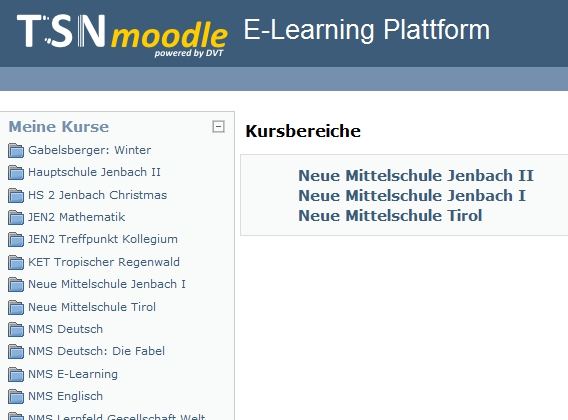 TSN moodle E-Learning Plattform
powered by DVT
Meine Kurse
Gabelsberger: Winter
Hauptschule Jenbach II
HS 2 Jenbach Christmas
JEN2 Mathematik
JEN2 Treffpunkt Kollegium
KET Tropischer Regenwald
Neue Mittelschule Jenbach I
Neue Mittelschule Tirol
NMS Deutsch
NMS Deutsch: Die Fabel
NMS E-Learning
NMS Englisch
NMS Lernfeld Gesellschaft Welt
Kursbereiche
Neue Mittelschule Jenbach II
Neue Mittelschule Jenbach I
Neue Mittelschule Tirol